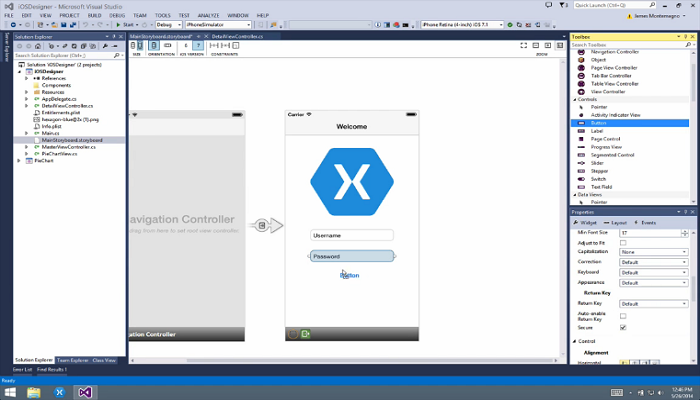 iOSDesigner - Microsoft Visual Studio
Quick Launch (Ctrl+Q)
FILE EDIT VIEW PROJECT BUILD DEBUG TEAM TOOLS TEST ANALYZE WINDOW HELP
James Montemagno
Start Debug iPhoneSimulator iPhone Retina (4-inch) iOS 7.1
Server Explorer
Solution Explorer
Search Solution Explorer (Ctrl+;)
Solution 'iOSDesigner' (2 projects)
iOSDesigner
References
Components
Resources
AppDelegate.cs
DetailViewController.cs
Entitlements.plist
hexagon-blue@2x (1).png
Info.plist
Main.cs
MainStoryboard.storyboard
MasterViewController.cs
PieChartView.cs
PieChart
Solution Explorer Team Explorer Class View
MainStoryboard.storyboard* DetailViewController.cs
SIZE ORIENTATION iOS VERSION CONSTRAINTS ZOOM
avigation Controller
drag from item to set root view controller.
gation Controller
Carrier
Welcome
Username
Password
Button
Toolbox
Search Toolbox
Navigation Controller
Object
Page View Controller
Tab Bar Controller
Table View Controller
View Controller
Controls
Pointer
Activity Indicator View
Button
Label
Page Control
Progress View
Segmented Control
Slider
Stepper
Switch
Text Field
Data Views
Pointer
Properties
Widget Layout Events
Min Font Size 17
Adjust to Fit
Capitalization None
Correction Default
Keyboard Default
Appearance Default
Return Key
Return Key Default
Auto-enable Return Key
Secure
Control
Alignment
Horizontal
Error List Find Results 1
Ready
12:46 PM
5/26/2014